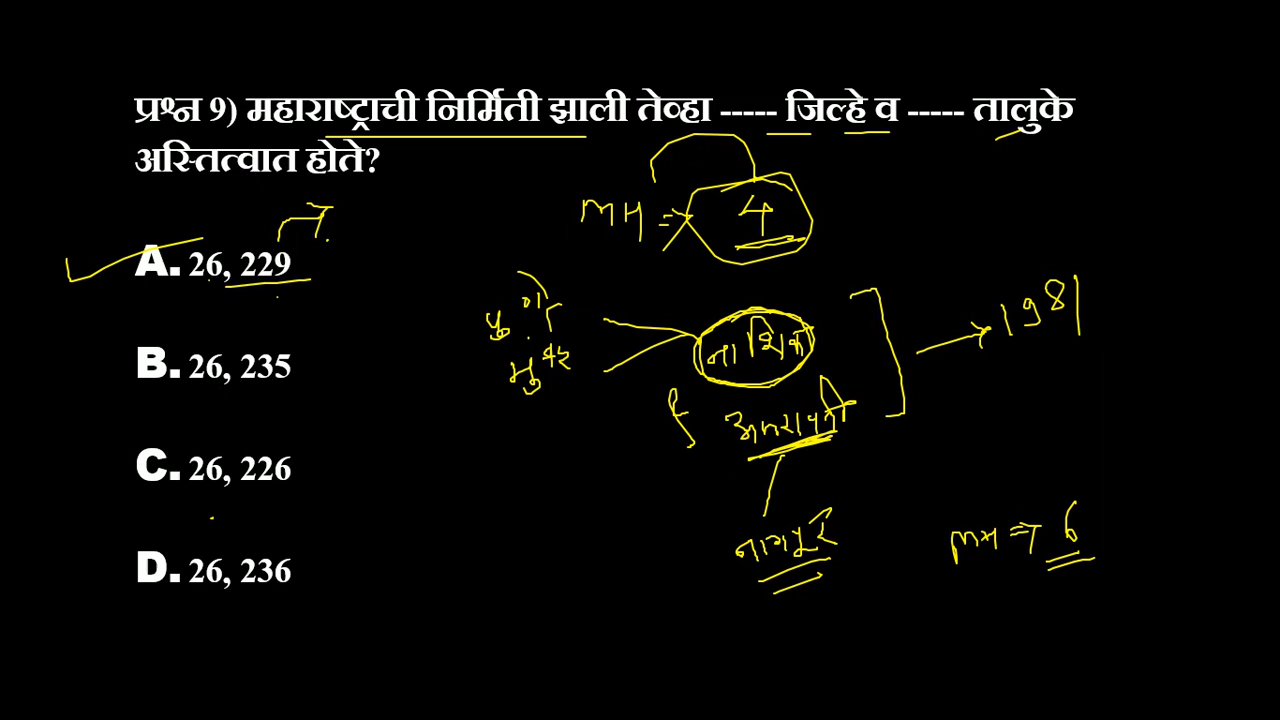 प्रश्न 9) महाराष्ट्राची निर्मिती झाली तेव्हा ----- जिल्हे व ----- तालुके
अस्तित्वात होते?
MH ⇒ 4
A. 26, 229
पुणे
मुंबई
नाशिक
1981
B. 26, 235
अमरावती
C. 26, 226
नागपुर
MH ⇒ 6
D. 26, 236